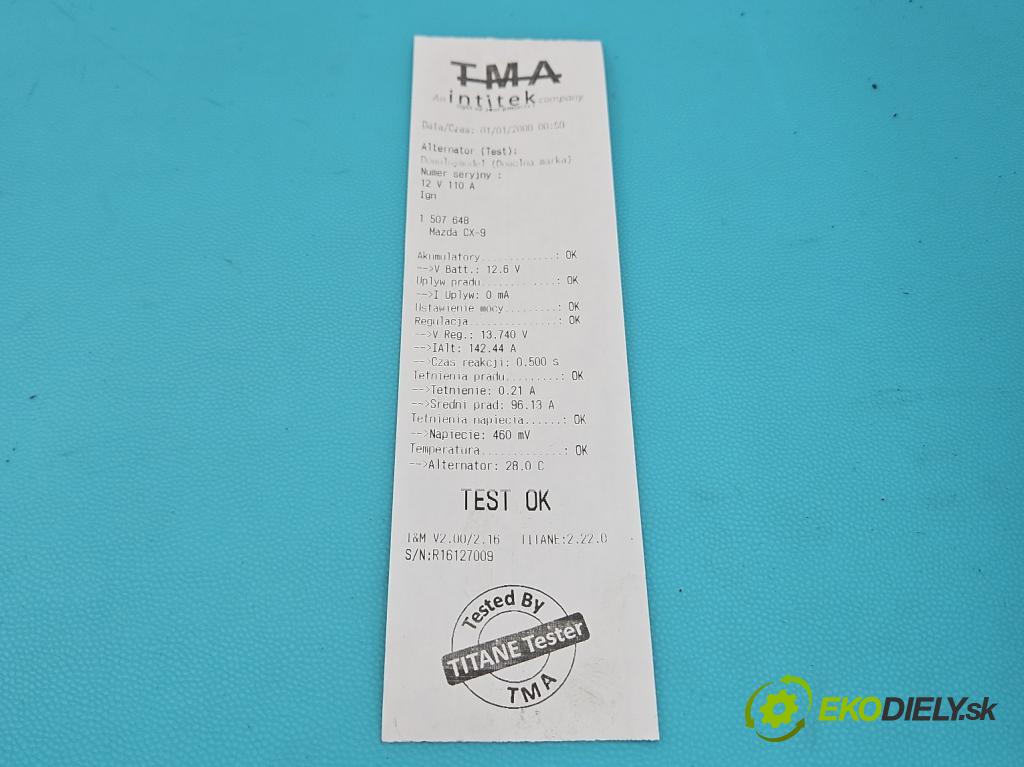 TMA
An intitek company
Data/Czas: 01/01/2000 00:50
Alternator (Test):
Numer seryjny :
12 V 110 A
Ign
1 507 648
Mazda CX-9
Akumulatory............: OK
-->V Batt.: 12.6 V
Uplyw pradu............: OK
-->I Uplyw: 0 mA
Ustawienie mocy.........: OK
Regulacja...............: OK
-->V Reg.: 13.740 V
-->IAlt: 142.44 A
-->Czas reakcji: 0.500 s
Tetnienia pradu.........: OK
-->Tetnienie: 0.21 A
-->Sredni prad: 96.13 A
Tetnienia napiecia......: OK
-->Napiecie: 460 mV
Temperatura.............: OK
-->Alternator: 28.0 C
TEST OK
I&M V2.00/2.16 TITANE:2.22.0
S/N:R16127009
Tested By
TITANE Tester
TMA
EKODIELY.sk